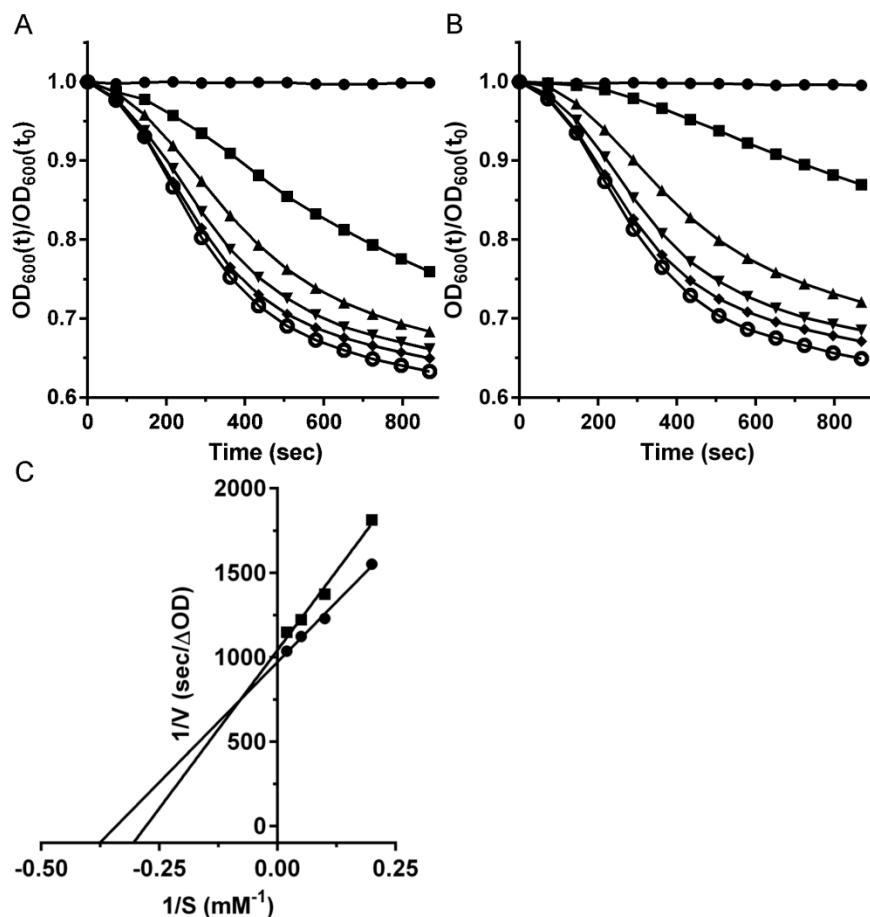 A
OD600(t)/OD600(t0)
1.0
0.9
0.8
0.7
0.6
0 200 400 600 800
Time (sec)
B
OD600(t)/OD600(t0)
1.0
0.9
0.8
0.7
0.6
0 200 400 600 800
Time (sec)
C
1/V (sec/ΔOD)
2000
1500
1000
500
0
-0.50 -0.25 0.00 0.25
1/S (mM-1)